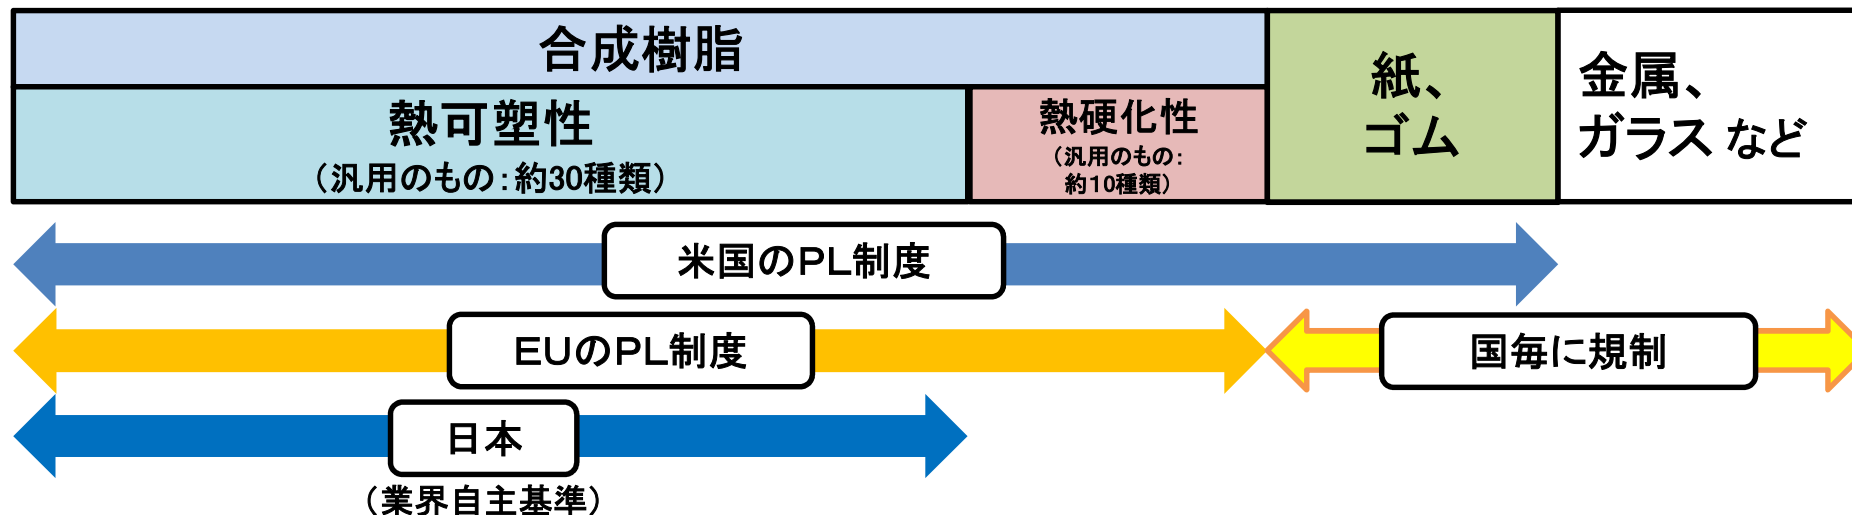 合成樹脂
熱可塑性
（汎用のもの：約30種類）
熱硬化性
（汎用のもの：
約10種類）
紙、
ゴム
金属、
ガラス など
米国のPL制度
EUのPL制度
国毎に規制
日本
（業界自主基準）